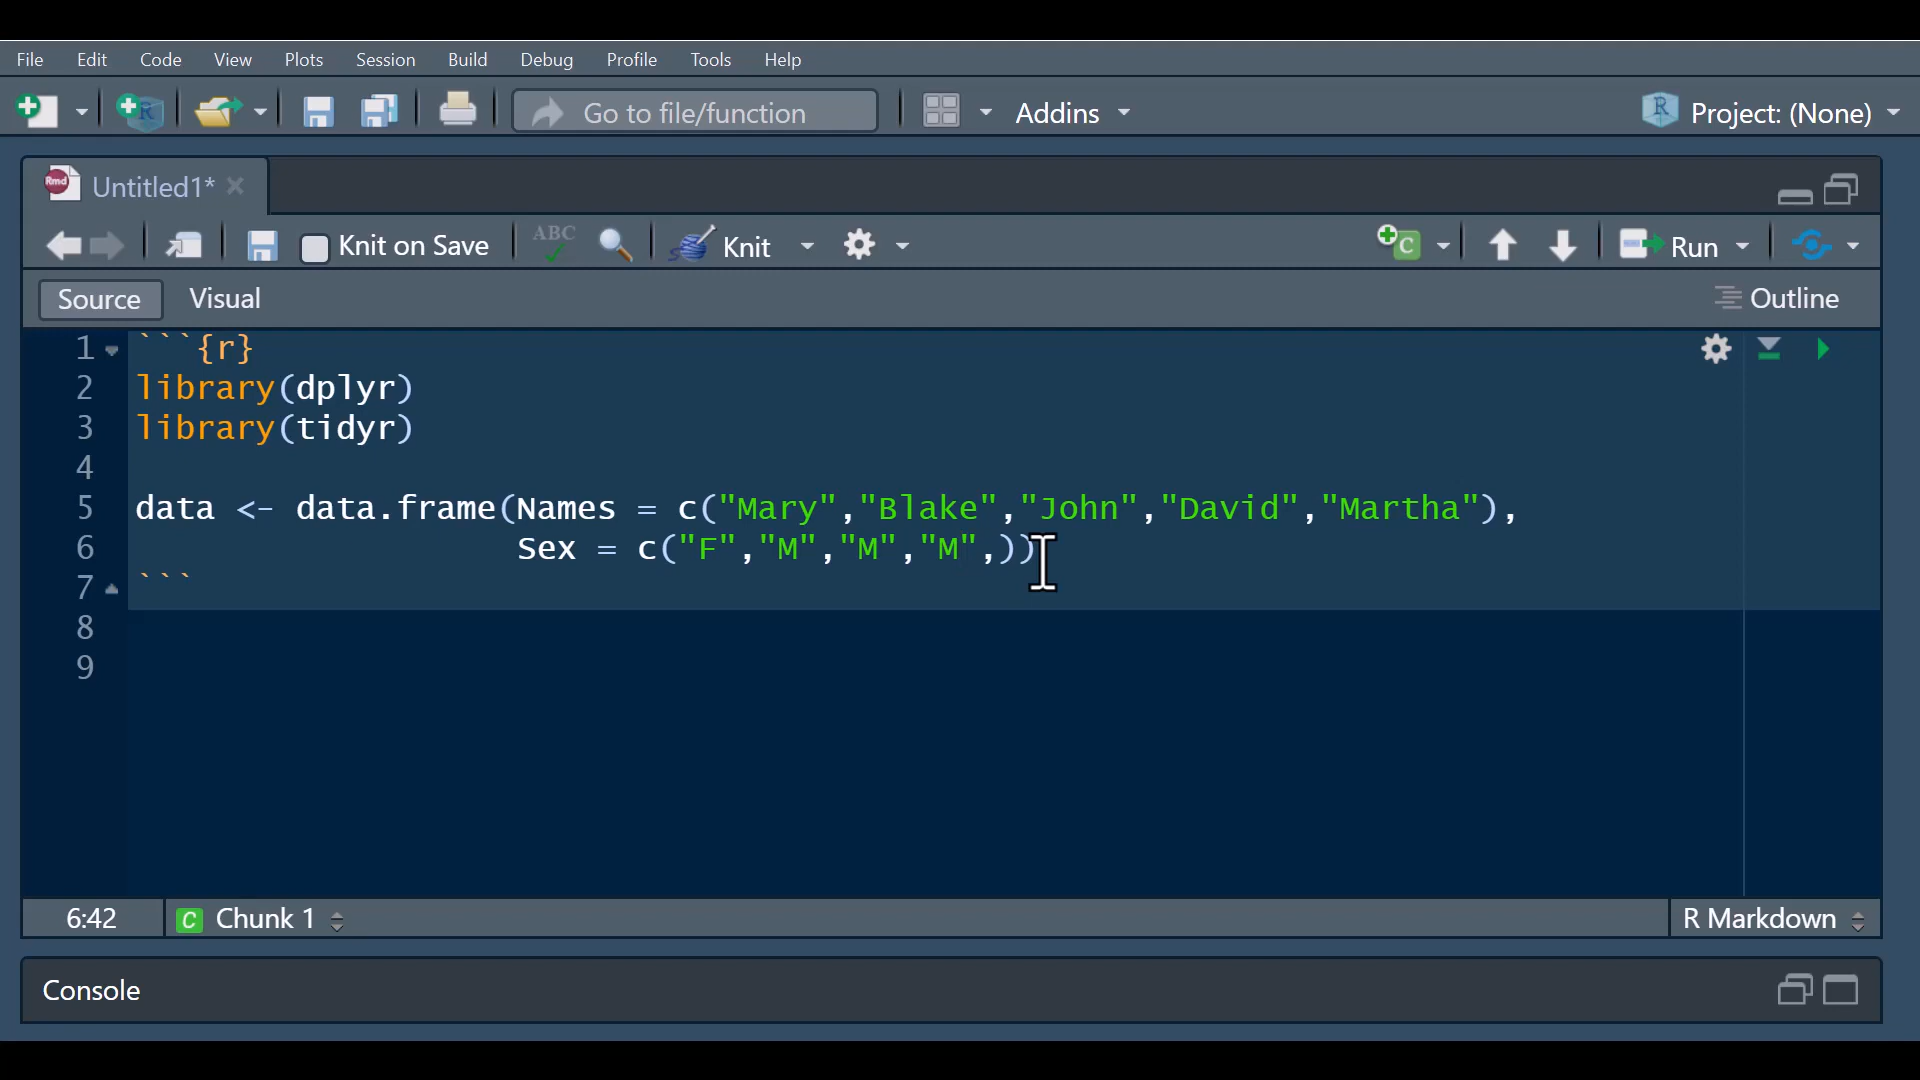 File Edit Code View Plots Session Build Debug Profile Tools Help
Go to file/function Addins Project: (None)
Rmd Untitled1*
Knit on Save ABC Knit Run
Source Visual Outline
1 ```{r}
2 library(dplyr)
3 library(tidyr)
4
5 data <- data.frame(Names = c("Mary","Blake","John","David","Martha"),
6 Sex = c("F","M","M","M",))
7 ```
8
9
6:42 C Chunk 1 R Markdown
Console